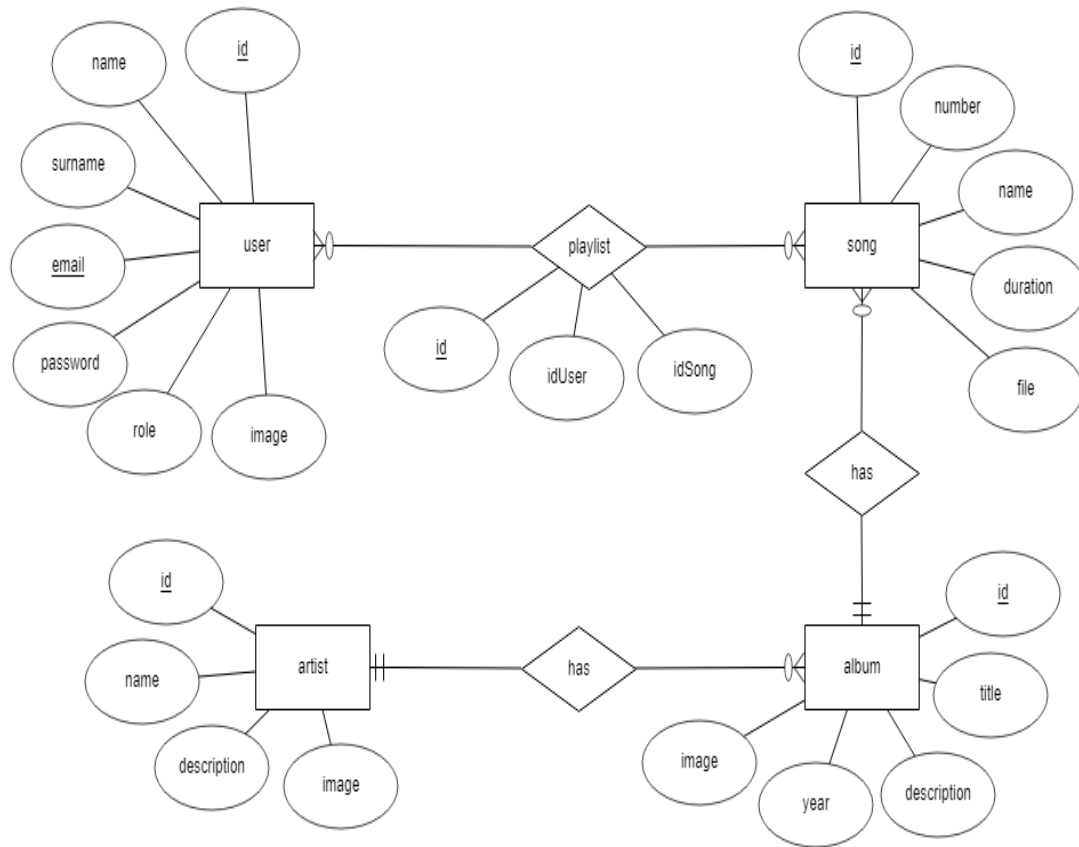 id
name
surname
email
password
role
image
user
playlist
id
idUser
idSong
song
id
number
name
duration
file
has
artist
id
name
description
image
has
album
id
title
description
year
image